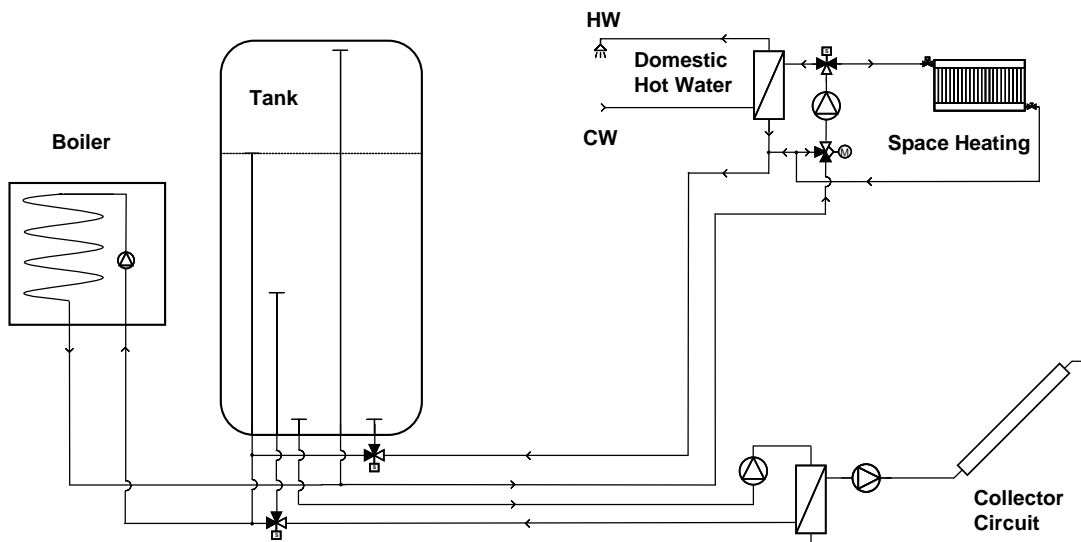 HW
Domestic
Hot Water
Tank
CW
Boiler
Space Heating
M
s
s
s
Collector
Circuit